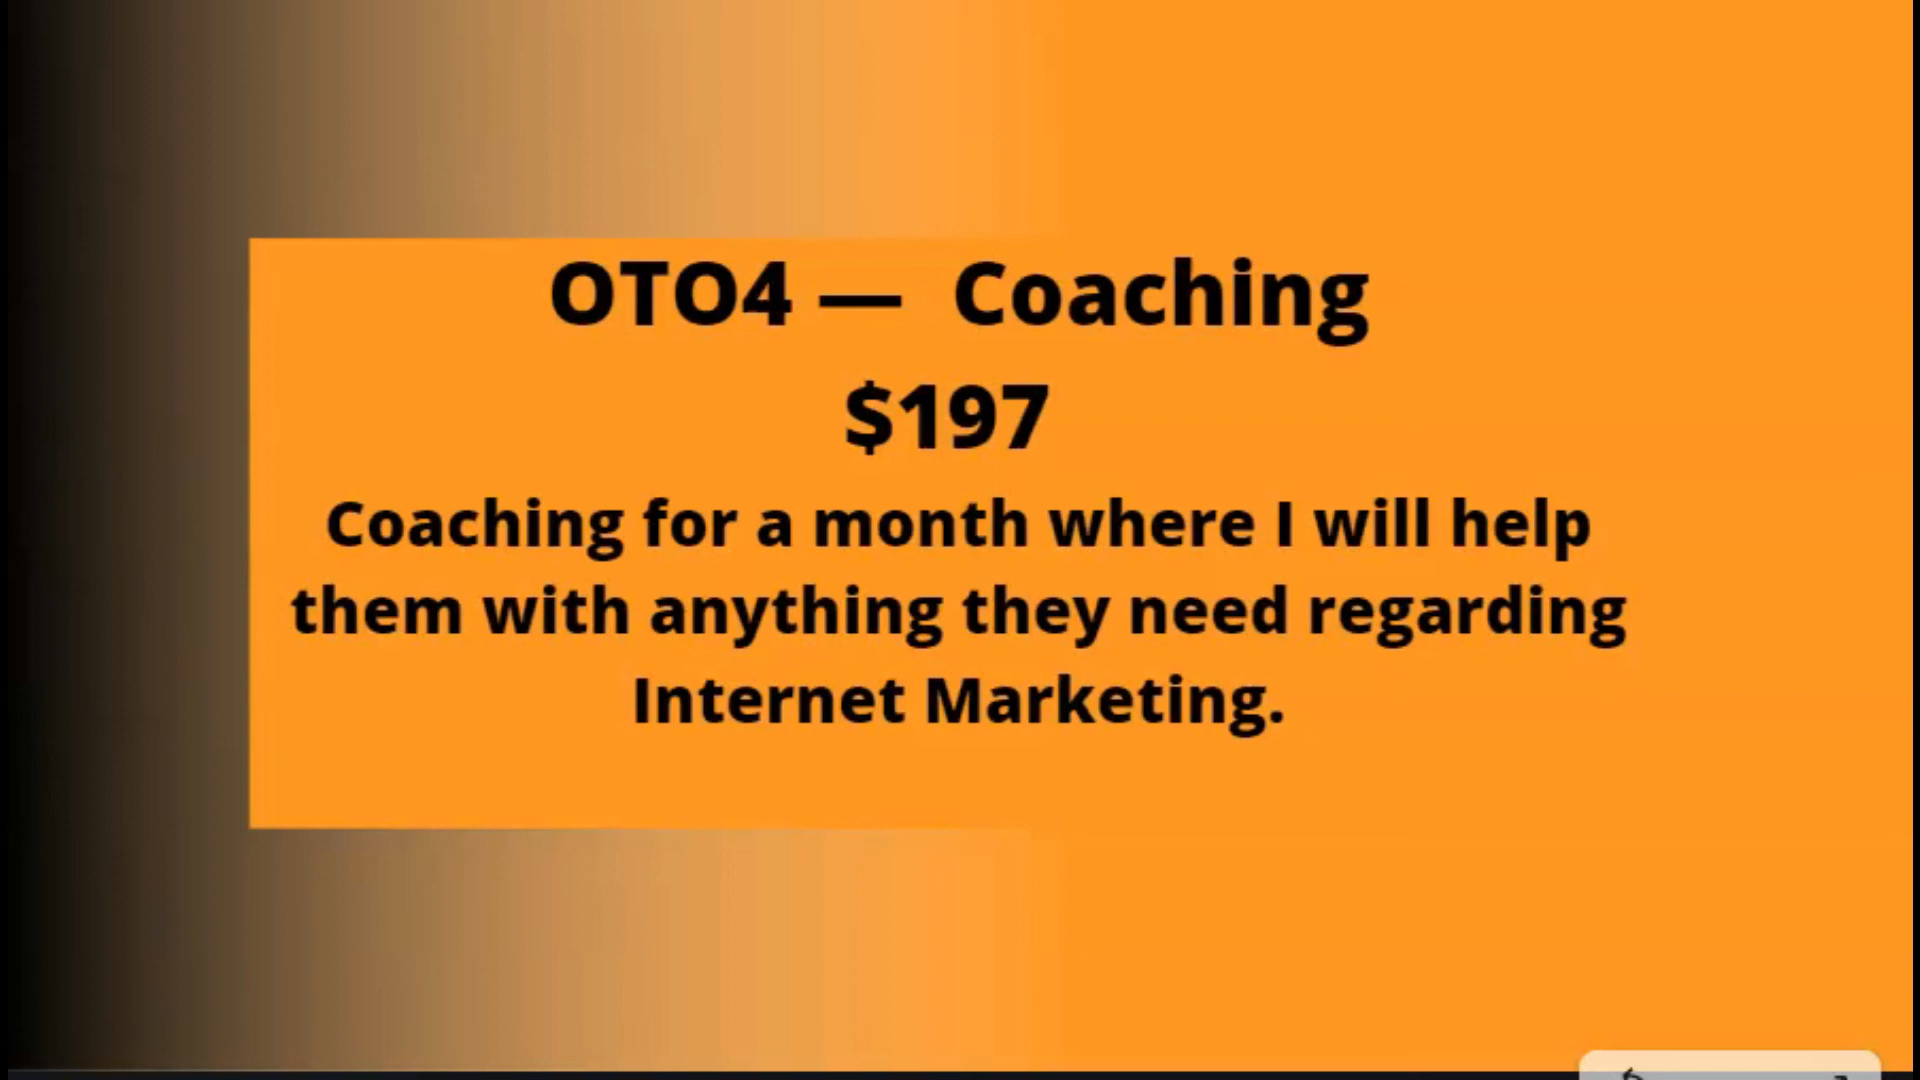 OTO4 — Coaching
$197
Coaching for a month where I will help
them with anything they need regarding
Internet Marketing.